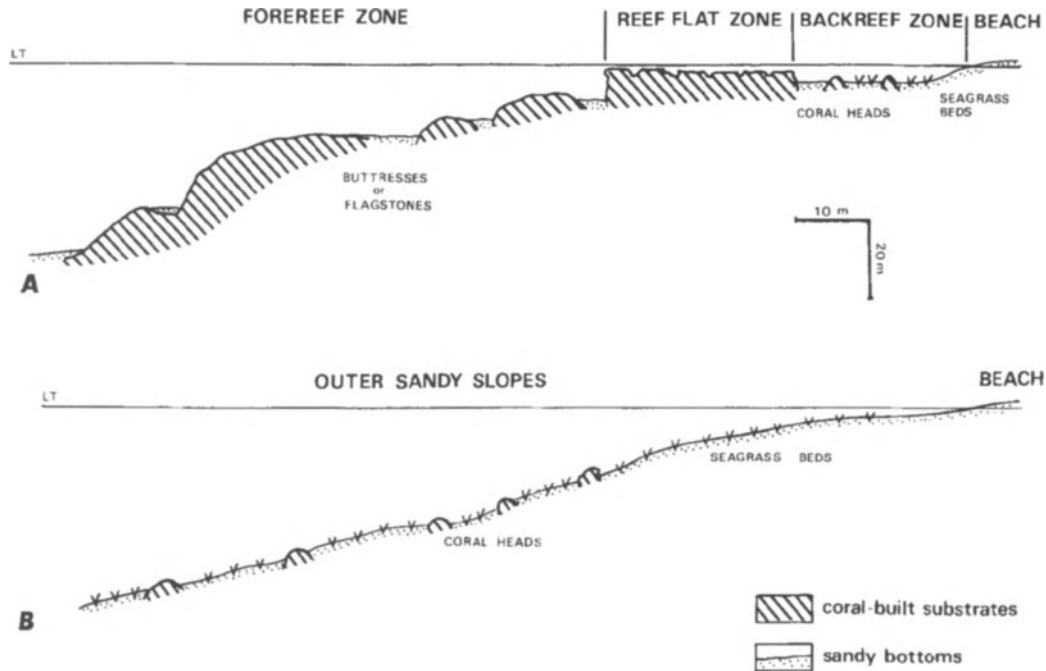 FOREREEF ZONE
REEF FLAT ZONE
BACKREEF ZONE
BEACH
LT
CORAL HEADS
SEAGRASS
BEDS
BUTTRESSES
or
FLAGSTONES
10 m
20 m
A
OUTER SANDY SLOPES
BEACH
LT
SEAGRASS BEDS
CORAL HEADS
B
coral-built substrates
sandy bottoms